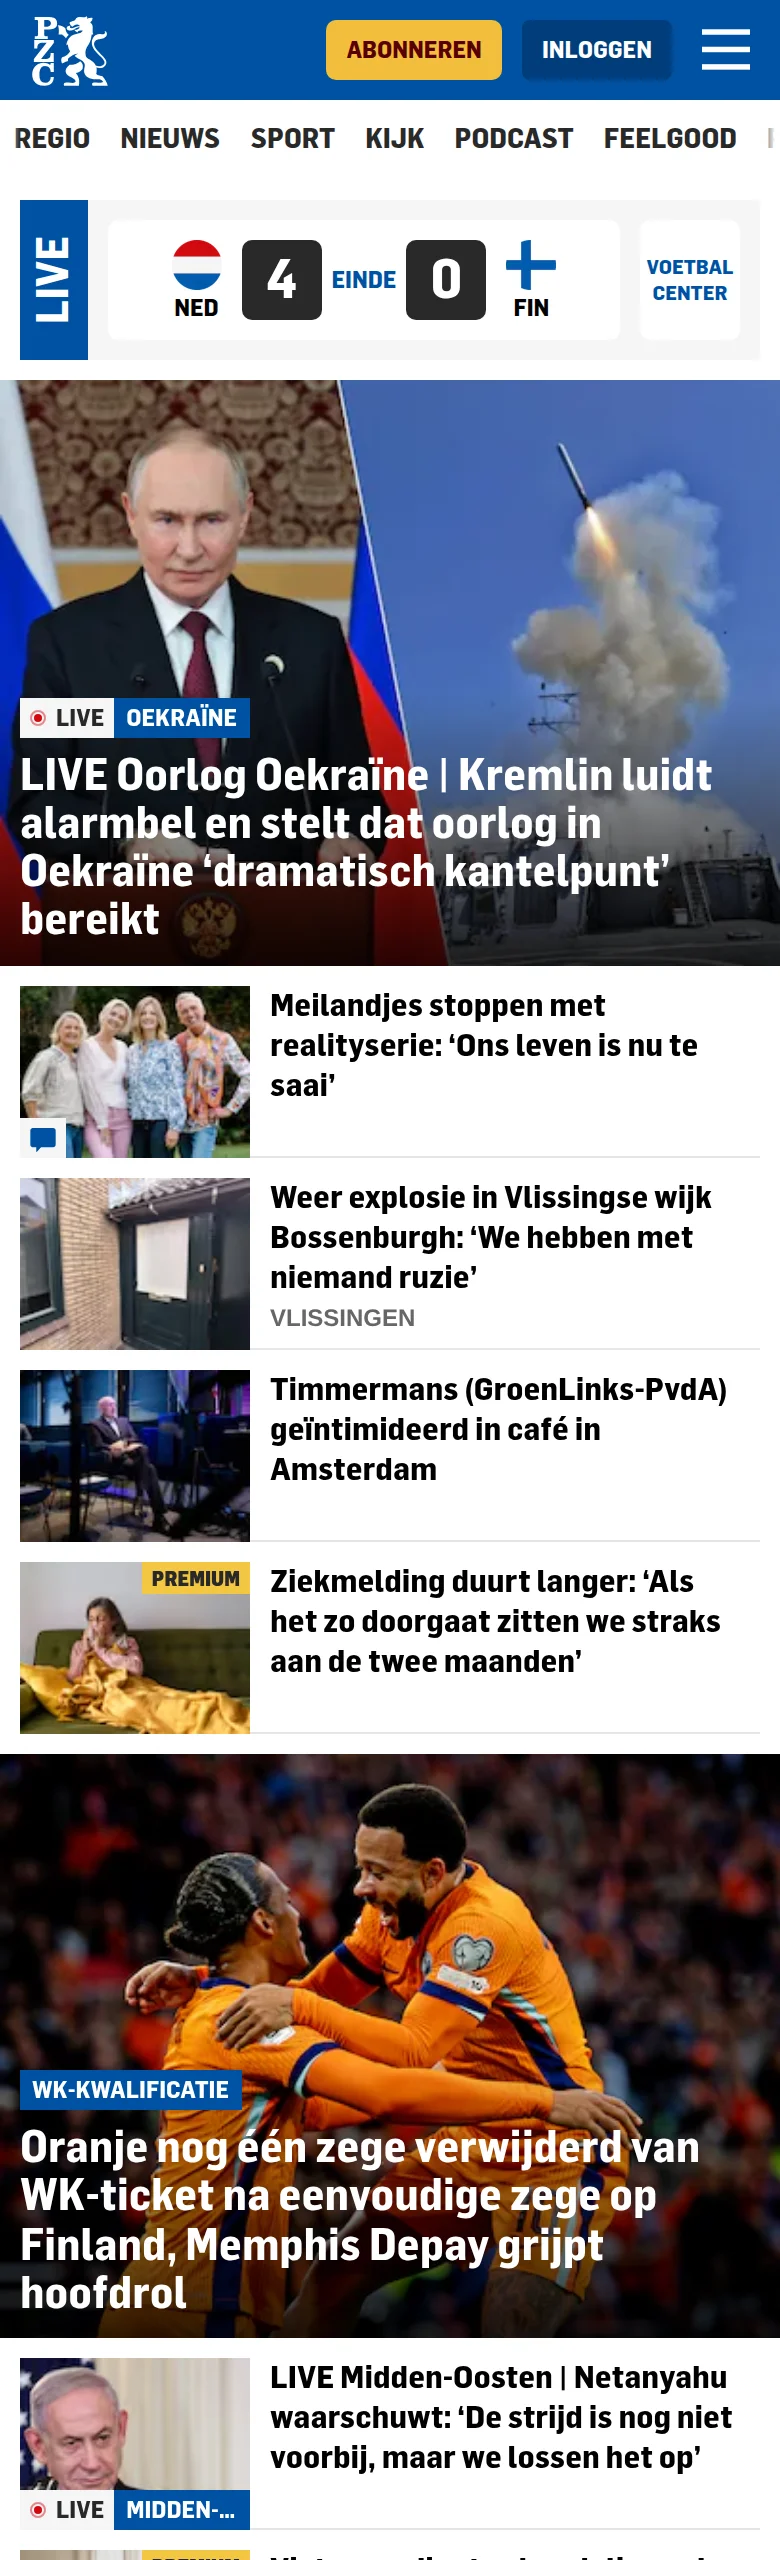 PZC
ABONNEREN
INLOGGEN
REGIO NIEUWS SPORT KIJK PODCAST FEELGOOD
LIVE
NED
4
EINDE
0
FIN
VOETBAL
CENTER
LIVE OEKRAÏNE
LIVE Oorlog Oekraïne | Kremlin luidt
alarmbel en stelt dat oorlog in
Oekraïne ‘dramatisch kantelpunt’
bereikt
Meilandjes stoppen met
realityserie: ‘Ons leven is nu te
saai’
Weer explosie in Vlissingse wijk
Bossenburgh: ‘We hebben met
niemand ruzie’
VLISSINGEN
Timmermans (GroenLinks-PvdA)
geïntimideerd in café in
Amsterdam
PREMIUM
Ziekmelding duurt langer: ‘Als
het zo doorgaat zitten we straks
aan de twee maanden’
WK-KWALIFICATIE
Oranje nog één zege verwijderd van
WK-ticket na eenvoudige zege op
Finland, Memphis Depay grijpt
hoofdrol
LIVE MIDDEN-...
LIVE Midden-Oosten | Netanyahu
waarschuwt: ‘De strijd is nog niet
voorbij, maar we lossen het op’